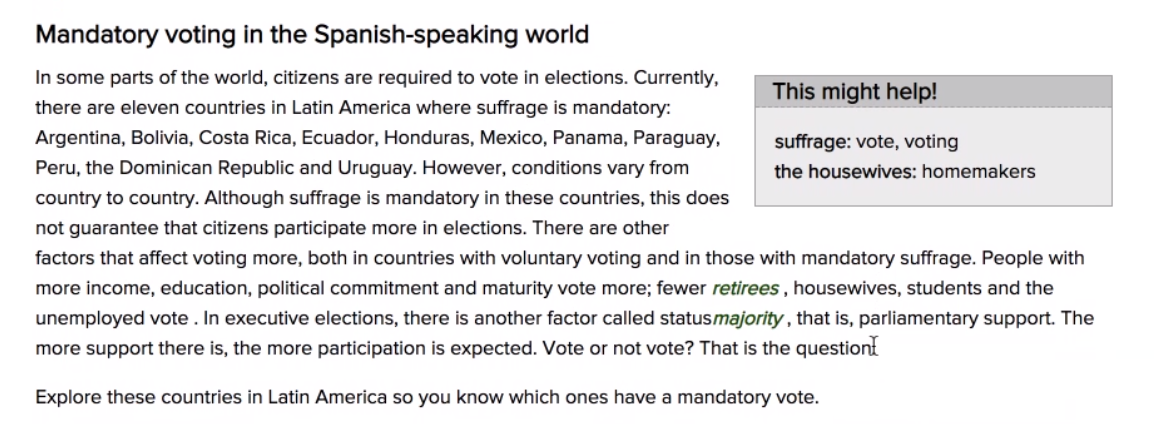 Mandatory voting in the Spanish-speaking world
In some parts of the world, citizens are required to vote in elections. Currently,
there are eleven countries in Latin America where suffrage is mandatory:
Argentina, Bolivia, Costa Rica, Ecuador, Honduras, Mexico, Panama, Paraguay,
Peru, the Dominican Republic and Uruguay. However, conditions vary from
country to country. Although suffrage is mandatory in these countries, this does
not guarantee that citizens participate more in elections. There are other
factors that affect voting more, both in countries with voluntary voting and in those with mandatory suffrage. People with
more income, education, political commitment and maturity vote more; fewer retirees , housewives, students and the
unemployed vote . In executive elections, there is another factor called statusmajority , that is, parliamentary support. The
more support there is, the more participation is expected. Vote or not vote? That is the question
Explore these countries in Latin America so you know which ones have a mandatory vote.
This might help!
suffrage: vote, voting
the housewives: homemakers